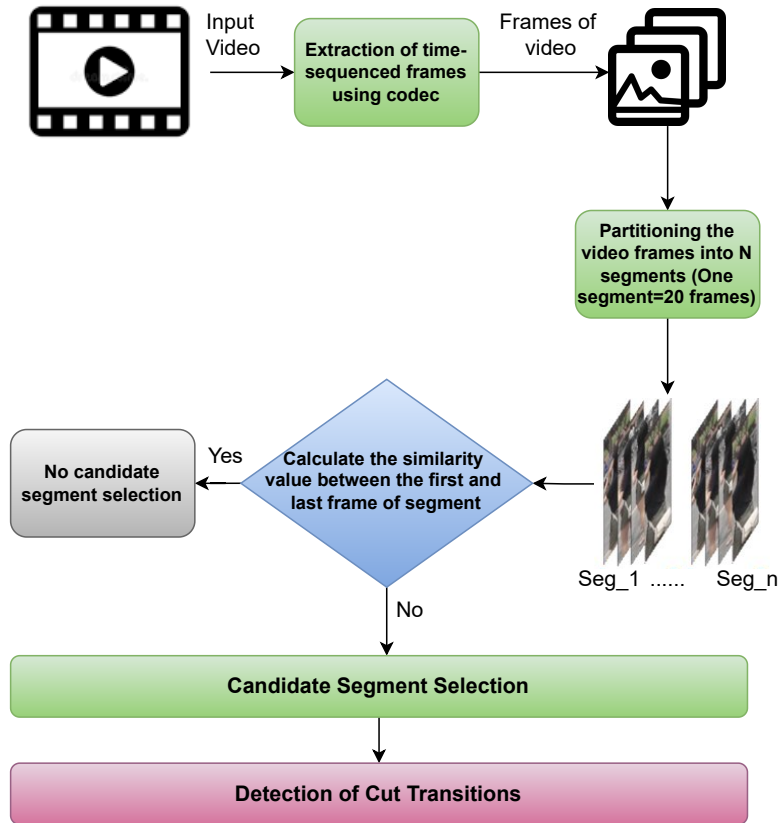 Input
Video
Extraction of time-
sequenced frames
using codec
Frames of
video
Partitioning the
video frames into N
segments (One
segment=20 frames)
Seg_1 ...... Seg_n
Calculate the similarity
value between the first and
last frame of segment
Yes
No candidate
segment selection
No
Candidate Segment Selection
Detection of Cut Transitions